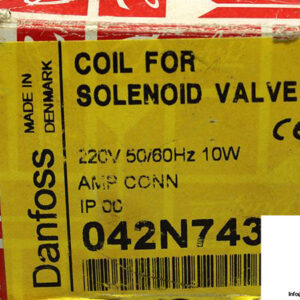 COIL FOR
SOLENOID VALVE
220V 50/60Hz 10W
AMP CONN
IP 00
042N743
Danfoss
MADE IN
DENMARK